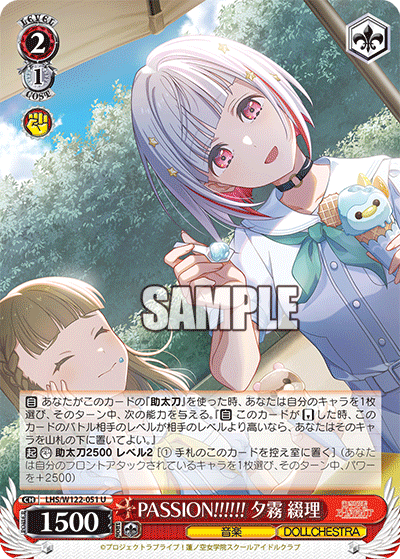 LEVEL
2
1
COST
SAMPLE
自 あなたがこのカードの「助太刀」を使った時、あなたは自分のキャラを1枚
選び、そのターン中、次の能力を与える。『自 このカードが【】した時、この
カードのバトル相手のレベルが相手のレベルより高いなら、あなたはそのキャラ
を山札の下に置いてよい。』
起 助太刀2500 レベル2 [① 手札のこのカードを控え室に置く] (あなた
は自分のフロントアタックされているキャラを1枚選び、そのターン中、パワー
を+2500)
CH LHS/W122-051 U
1500
PASSION!!!!!! 夕霧 綴理
音楽
DOLLCHESTRA
©プロジェクトラブライブ！蓮ノ空女学院スクールアイドルクラブ